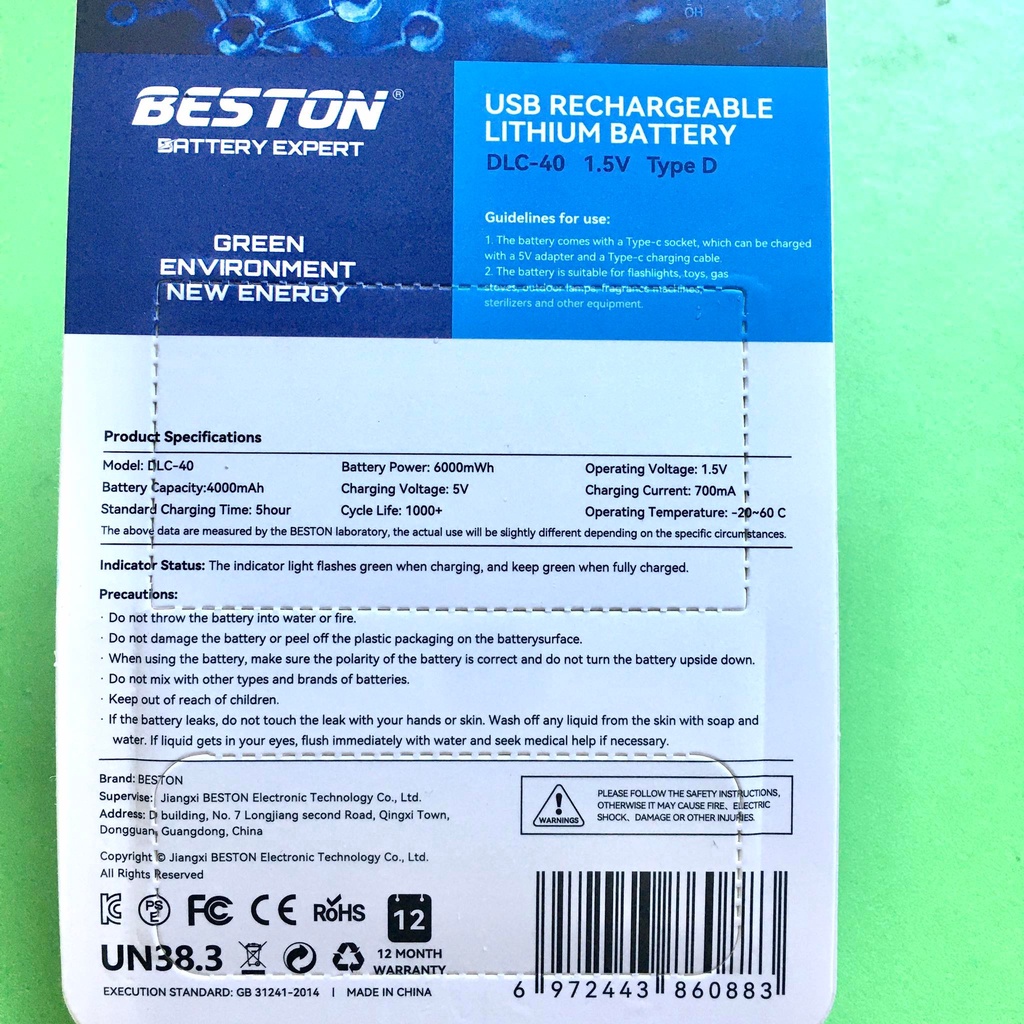 OH
BESTON®
BATTERY EXPERT
GREEN
ENVIRONMENT
NEW ENERGY
USB RECHARGEABLE
LITHIUM BATTERY
DLC-40 1.5V Type D
Guidelines for use:
1. The battery comes with a Type-c socket, which can be charged
with a 5V adapter and a Type-c charging cable.
2. The battery is suitable for flashlights, toys, gas
stoves, outdoor lamps, fragrance machines,
sterilizers and other equipment.
Product Specifications
Model: DLC-40 Battery Power: 6000mWh Operating Voltage: 1.5V
Battery Capacity:4000mAh Charging Voltage: 5V Charging Current: 700mA
Standard Charging Time: 5hour Cycle Life: 1000+ Operating Temperature: -20~60 C
The above data are measured by the BESTON laboratory, the actual use will be slightly different depending on the specific circumstances.
Indicator Status: The indicator light flashes green when charging, and keep green when fully charged.
Precautions:
· Do not throw the battery into water or fire.
· Do not damage the battery or peel off the plastic packaging on the batterysurface.
· When using the battery, make sure the polarity of the battery is correct and do not turn the battery upside down.
· Do not mix with other types and brands of batteries.
· Keep out of reach of children.
· If the battery leaks, do not touch the leak with your hands or skin. Wash off any liquid from the skin with soap and
water. If liquid gets in your eyes, flush immediately with water and seek medical help if necessary.
Brand: BESTON
Supervise: Jiangxi BESTON Electronic Technology Co., Ltd.
Address: D building, No. 7 Longjiang second Road, Qingxi Town,
Dongguan, Guangdong, China
Copyright © Jiangxi BESTON Electronic Technology Co., Ltd.
All Rights Reserved
WARNINGS
PLEASE FOLLOW THE SAFETY INSTRUCTIONS,
OTHERWISE IT MAY CAUSE FIRE, ELECTRIC
SHOCK, DAMAGE OR OTHER INJURIES.
PS
E
FC CE RoHS 12
UN38.3
12 MONTH
WARRANTY
EXECUTION STANDARD: GB 31241-2014 | MADE IN CHINA
6 972443 860883